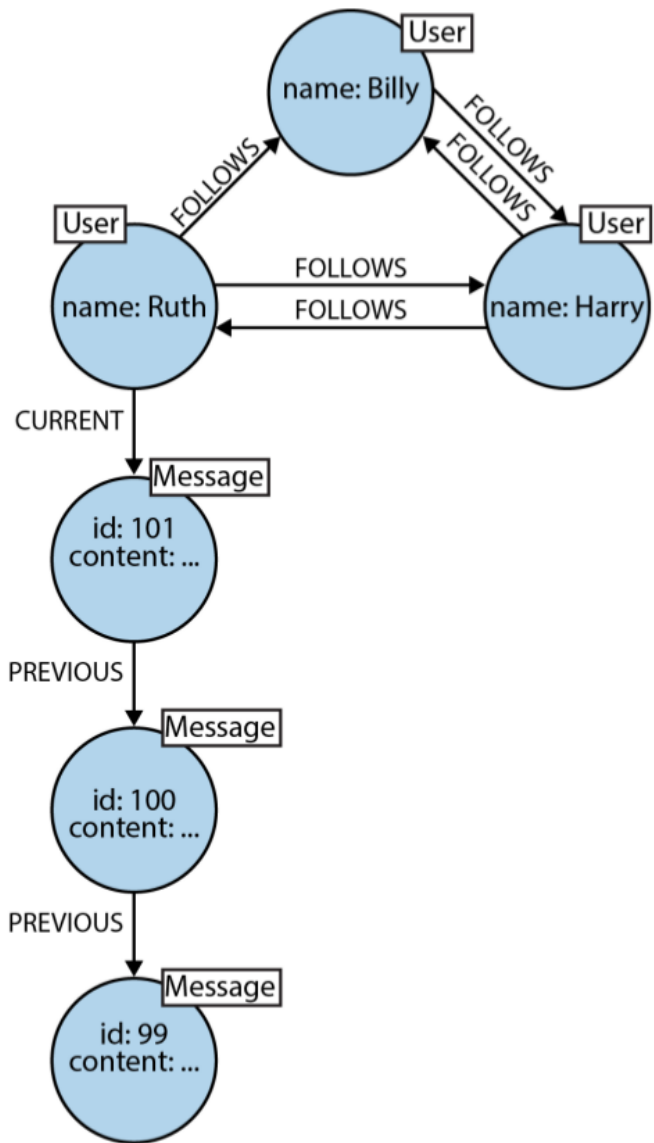 User
name: Billy
FOLLOWS
FOLLOWS
FOLLOWS
User
User
name: Ruth
FOLLOWS
FOLLOWS
name: Harry
CURRENT
Message
id: 101
content: ...
PREVIOUS
Message
id: 100
content: ...
PREVIOUS
Message
id: 99
content: ...